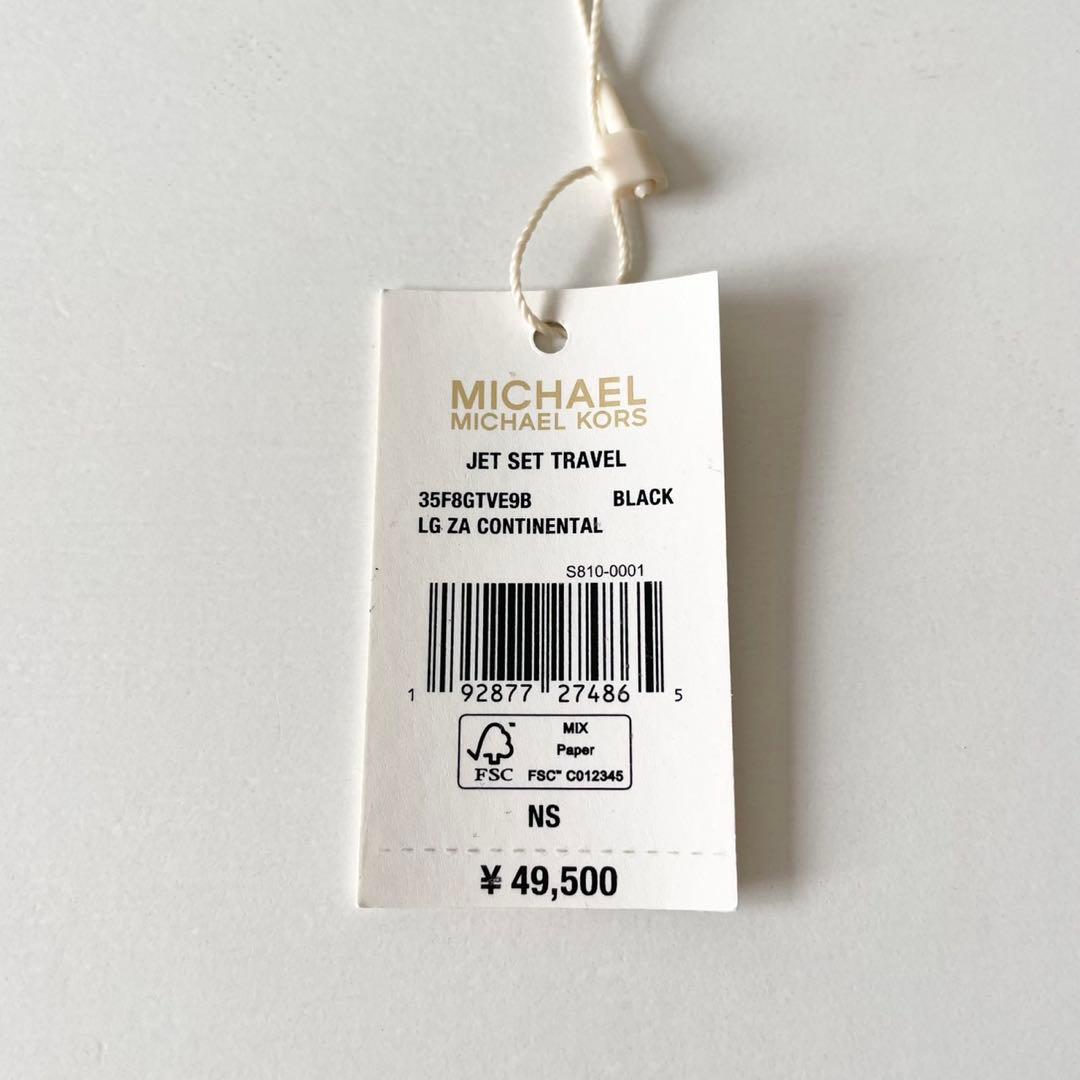 MICHAEL
MICHAEL KORS
JET SET TRAVEL
35F8GTVE9B BLACK
LG ZA CONTINENTAL
S810-0001
1 92877 27486 5
FSC™
MIX
Paper
FSC™ C012345
NS
¥ 49,500